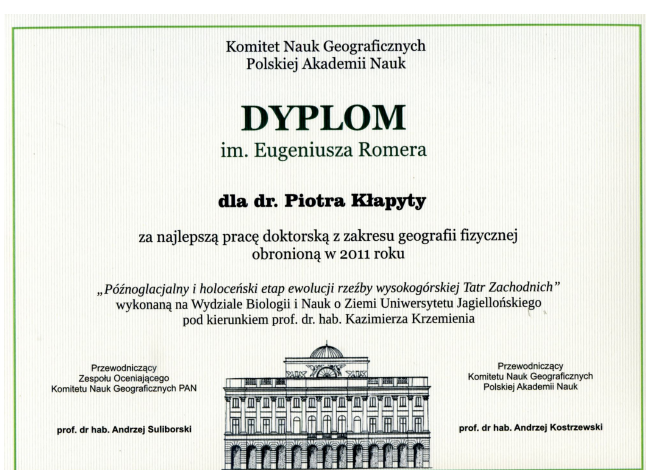 Komitet Nauk Geograficznych
Polskiej Akademii Nauk
DYPLOM
im. Eugeniusza Romera
dla dr. Piotra Kłapyty
za najlepszą pracę doktorską z zakresu geografii fizycznej
obronioną w 2011 roku
„Późnoglacjalny i holoceński etap ewolucji rzeźby wysokogórskiej Tatr Zachodnich”
wykonaną na Wydziale Biologii i Nauk o Ziemi Uniwersytetu Jagiellońskiego
pod kierunkiem prof. dr. hab. Kazimierza Krzemienia
Przewodniczący
Zespołu Oceniającego
Komitetu Nauk Geograficznych PAN
prof. dr hab. Andrzej Suliborski
Przewodniczący
Komitetu Nauk Geograficznych
Polskiej Akademii Nauk
prof. dr hab. Andrzej Kostrzewski